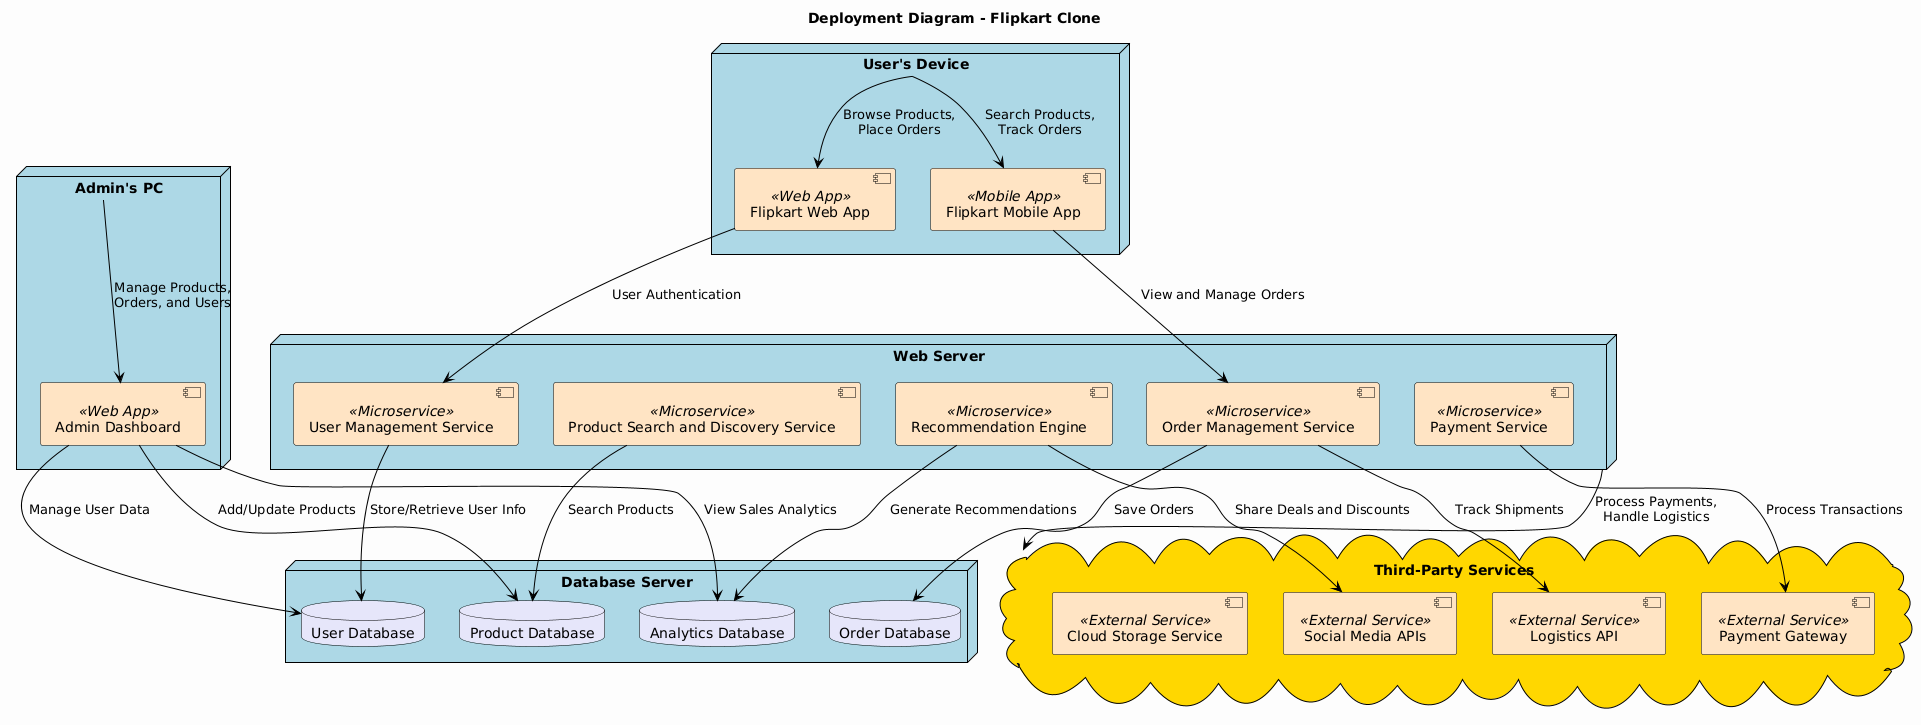 Deployment Diagram - Flipkart Clone
User's Device
Browse Products,
Place Orders
Search Products,
Track Orders
«Web App»
Flipkart Web App
«Mobile App»
Flipkart Mobile App
Admin's PC
Manage Products,
Orders, and Users
User Authentication
View and Manage Orders
Web Server
«Web App»
Admin Dashboard
«Microservice»
User Management Service
«Microservice»
Product Search and Discovery Service
«Microservice»
Recommendation Engine
«Microservice»
Order Management Service
«Microservice»
Payment Service
Manage User Data
Add/Update Products
Store/Retrieve User Info
Search Products
View Sales Analytics
Generate Recommendations
Save Orders
Share Deals and Discounts
Track Shipments
Process Payments,
Handle Logistics
Process Transactions
Database Server
User Database
Product Database
Analytics Database
Order Database
Third-Party Services
«External Service»
Cloud Storage Service
«External Service»
Social Media APIs
«External Service»
Logistics API
«External Service»
Payment Gateway